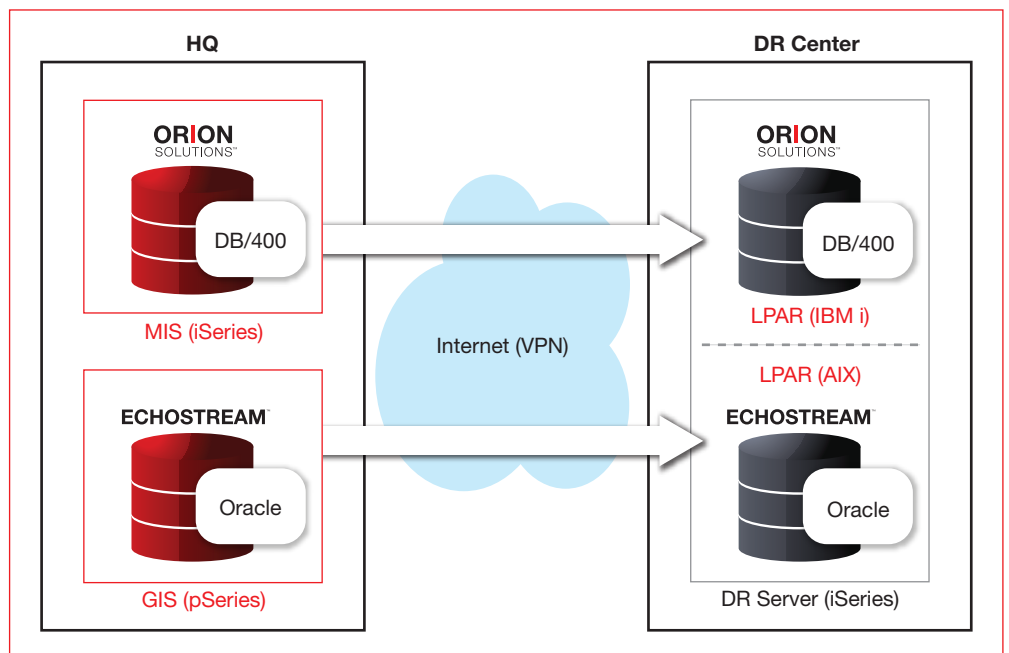 HQ
ORION
SOLUTIONS™
DB/400
MIS (iSeries)
ECHOSTREAM™
Oracle
GIS (pSeries)
Internet (VPN)
DR Center
ORION
SOLUTIONS™
DB/400
LPAR (IBM i)
LPAR (AIX)
ECHOSTREAM™
Oracle
DR Server (iSeries)